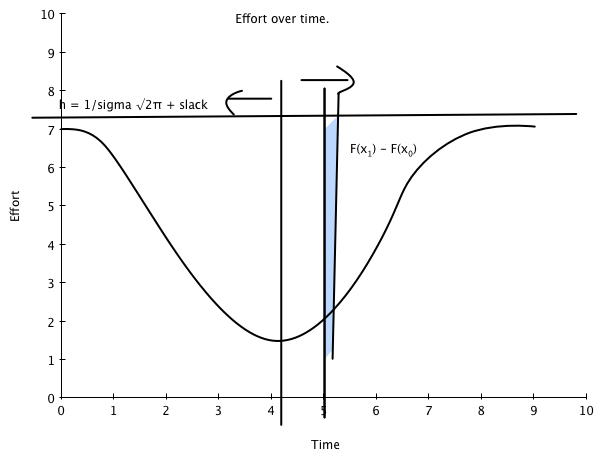 Effort over time.
10
9
8
7
6
5
4
3
2
1
0
h = 1/sigma √2π + slack
F(x₁) – F(x₀)
Effort
0 1 2 3 4 5 6 7 8 9 10
Time